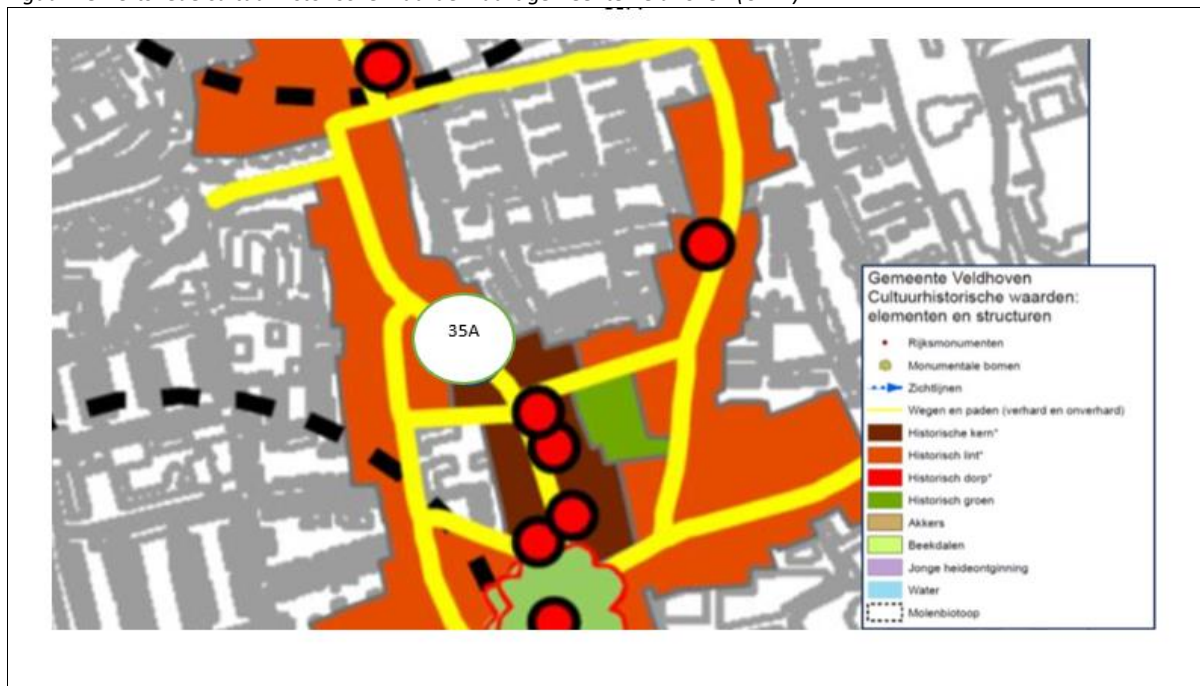 35A
Gemeente Veldhoven
Cultuurhistorische waarden:
elementen en structuren
Rijksmonumenten
Monumentale bomen
Zichtlijnen
Wegen en paden (verhard en onverhard)
Historische kern*
Historisch lint*
Historisch dorp*
Historisch groen
Akkers
Beekdalen
Jonge heideontginning
Water
Molenbiotoop